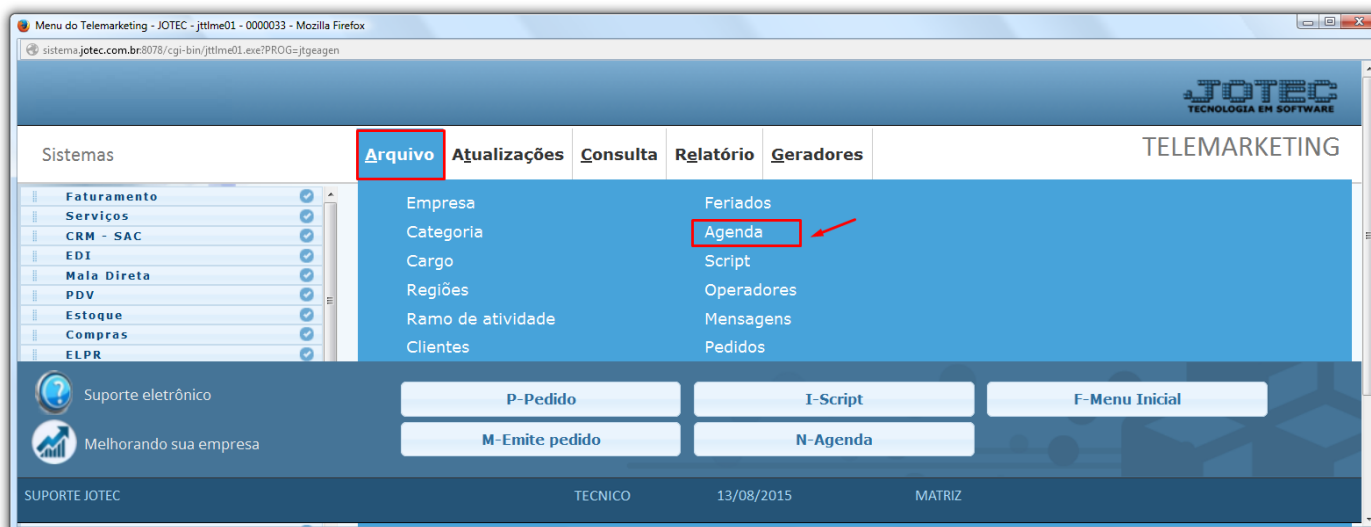 Menu do Telemarketing - JOTEC - jttlme01 - 0000033 - Mozilla Firefox
sistema.jotec.com.br:8078/cgi-bin/jttlme01.exe?PROG=jtgeagen
JOTEC
TECNOLOGIA EM SOFTWARE
Sistemas
Arquivo Atualizações Consulta Relatório Geradores
TELEMARKETING
Faturamento
Serviços
CRM - SAC
EDI
Mala Direta
PDV
Estoque
Compras
ELPR
Empresa
Categoria
Cargo
Regiões
Ramo de atividade
Clientes
Feriados
Agenda
Script
Operadores
Mensagens
Pedidos
Suporte eletrônico
Melhorando sua empresa
P-Pedido I-Script F-Menu Inicial
M-Emite pedido N-Agenda
SUPORTE JOTEC TECNICO 13/08/2015 MATRIZ